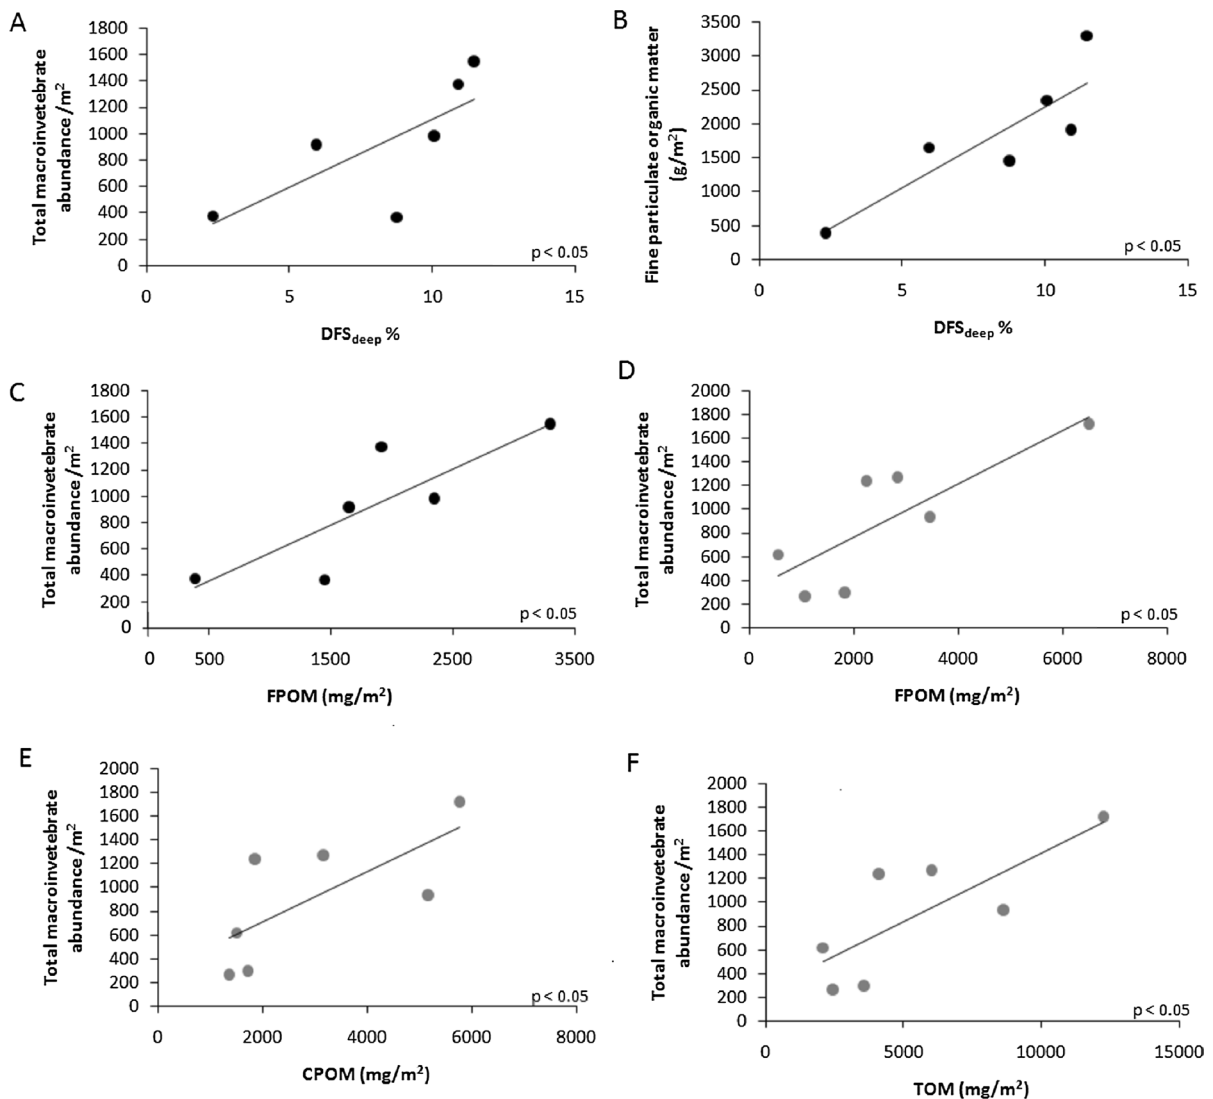 A
Total macroinvetebrate
abundance /m²
1800
1600
1400
1200
1000
800
600
400
200
0
0 5 10 15
p < 0.05
DFSdeep %
B
Fine particulate organic matter
(g/m²)
3500
3000
2500
2000
1500
1000
500
0
0 5 10 15
p < 0.05
DFSdeep %
C
Total macroinvetebrate
abundance /m²
1800
1600
1400
1200
1000
800
600
400
200
0
0 500 1500 2500 3500
p < 0.05
FPOM (mg/m²)
D
Total macroinvetebrate
abundance /m²
2000
1800
1600
1400
1200
1000
800
600
400
200
0
0 2000 4000 6000 8000
p < 0.05
FPOM (mg/m²)
E
Total macroinvetebrate
abundance /m²
2000
1800
1600
1400
1200
1000
800
600
400
200
0
0 2000 4000 6000 8000
p < 0.05
CPOM (mg/m²)
F
Total macroinvetebrate
abundance /m²
2000
1800
1600
1400
1200
1000
800
600
400
200
0
0 5000 10000 15000
p < 0.05
TOM (mg/m²)